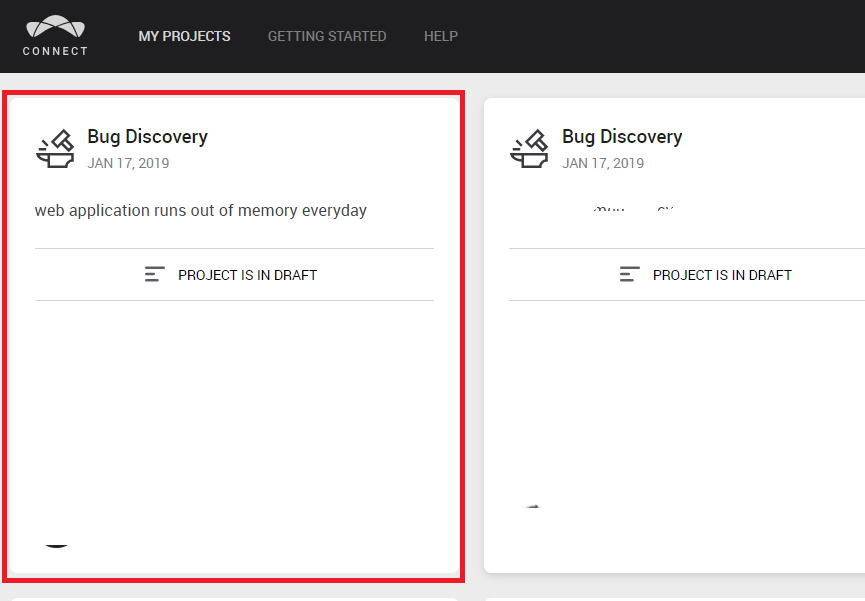 CONNECT
MY PROJECTS GETTING STARTED HELP
Bug Discovery
JAN 17, 2019
web application runs out of memory everyday
PROJECT IS IN DRAFT
Bug Discovery
JAN 17, 2019
PROJECT IS IN DRAFT